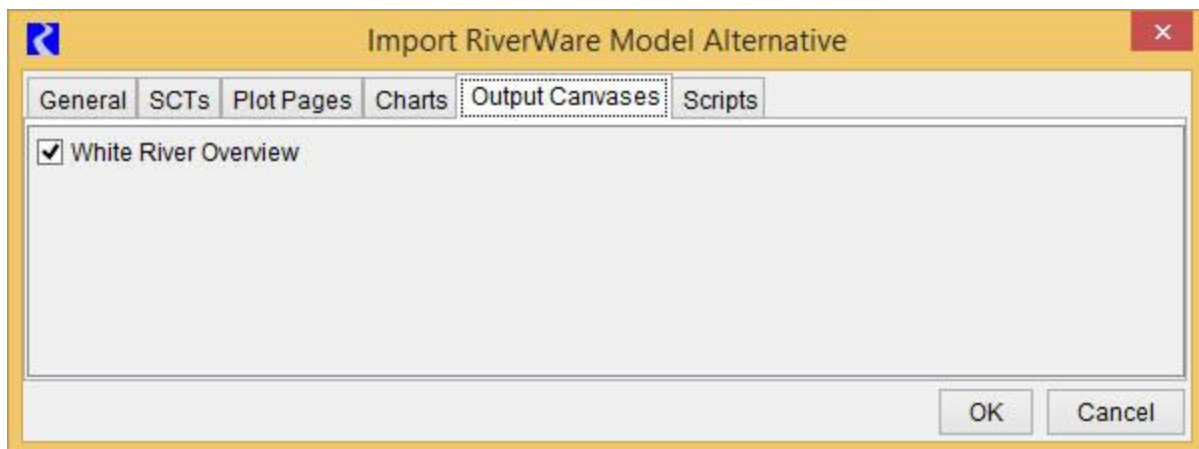 Import RiverWare Model Alternative
General SCTs Plot Pages Charts Output Canvases Scripts
White River Overview
OK Cancel